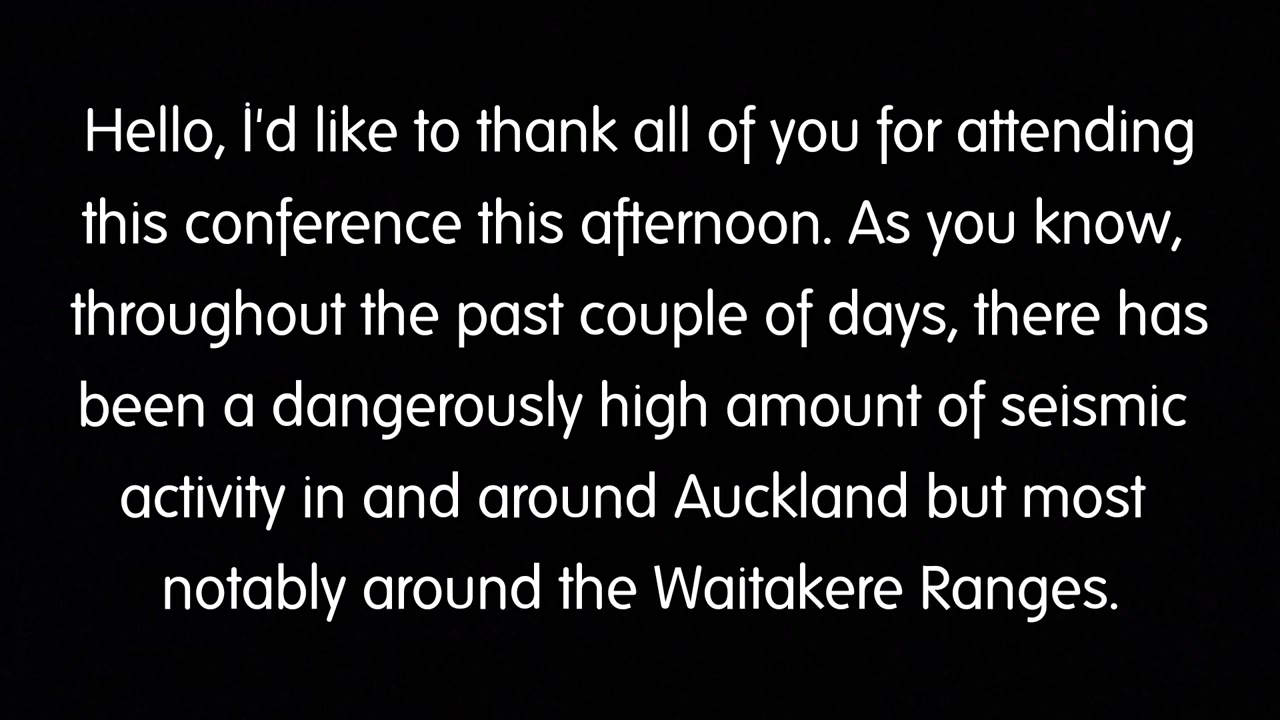 Hello, I'd like to thank all of you for attending
this conference this afternoon. As you know,
throughout the past couple of days, there has
been a dangerously high amount of seismic
activity in and around Auckland but most
notably around the Waitakere Ranges.